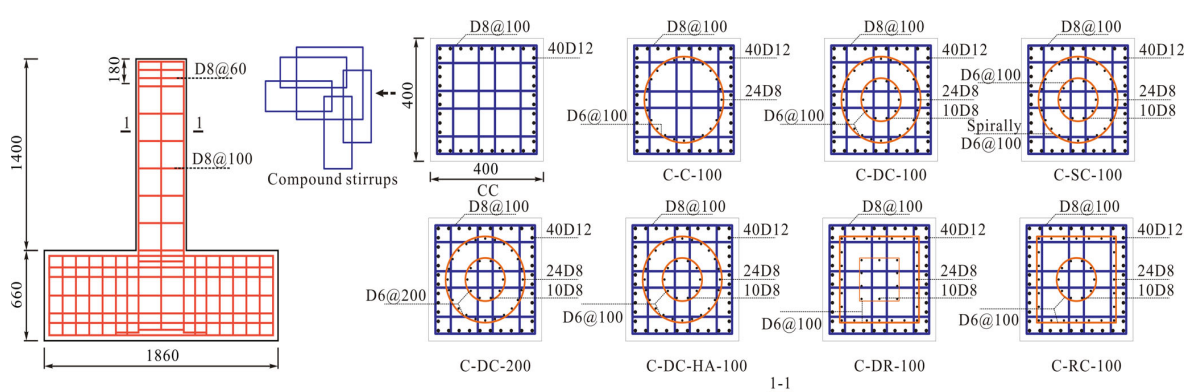 180
D8@60
1
1
D8@100
1400
660
1860
Compound stirrups
D8@100
40D12
400
400
CC
D8@100
40D12
24D8
D6@100
C-C-100
D8@100
40D12
24D8
10D8
D6@100
C-DC-100
D8@100
40D12
D6@100
24D8
10D8
Spirally
D6@100
C-SC-100
D8@100
40D12
24D8
10D8
D6@200
C-DC-200
D8@100
40D12
24D8
10D8
D6@100
C-DC-HA-100
D8@100
40D12
24D8
10D8
D6@100
C-DR-100
D8@100
40D12
24D8
10D8
D6@100
C-RC-100
1-1